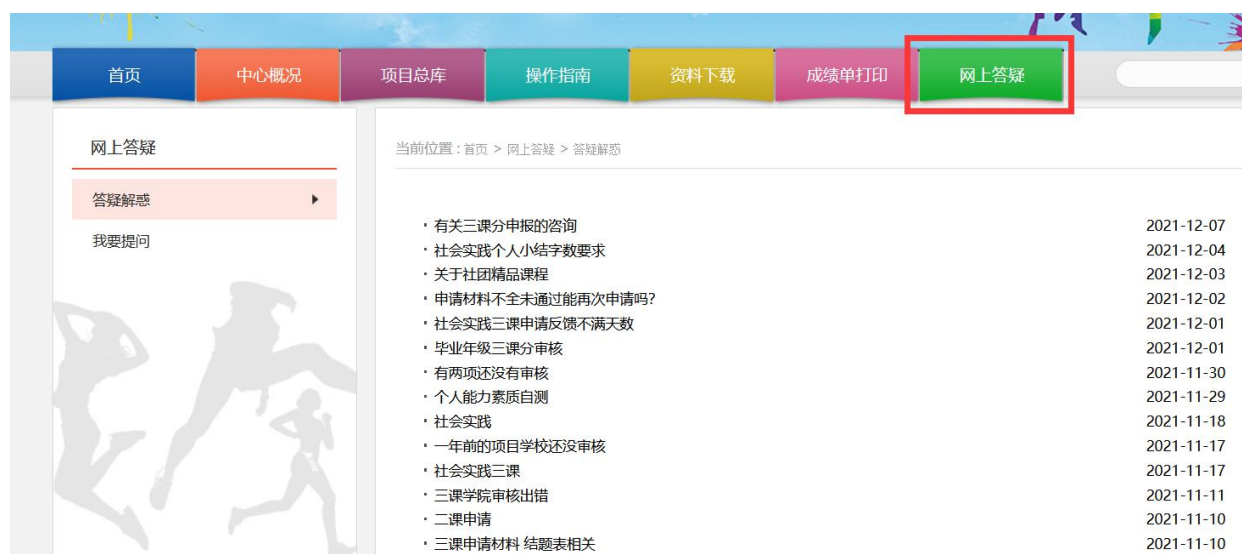 首页 中心概况 项目总库 操作指南 资料下载 成绩单打印 网上答疑
网上答疑
答疑解惑
我要提问
当前位置：首页 > 网上答疑 > 答疑解惑
· 有关三课分申报的咨询 2021-12-07
· 社会实践个人小结字数要求 2021-12-04
· 关于社团精品课程 2021-12-03
· 申请材料不全未通过能再次申请吗? 2021-12-02
· 社会实践三课申请反馈不满天数 2021-12-01
· 毕业年级三课分审核 2021-12-01
· 有两项还没有审核 2021-11-30
· 个人能力素质自测 2021-11-29
· 社会实践 2021-11-18
· 一年前的项目学校还没审核 2021-11-17
· 社会实践三课 2021-11-17
· 三课学院审核出错 2021-11-11
· 二课申请 2021-11-10
· 三课申请材料 结题表相关 2021-11-10